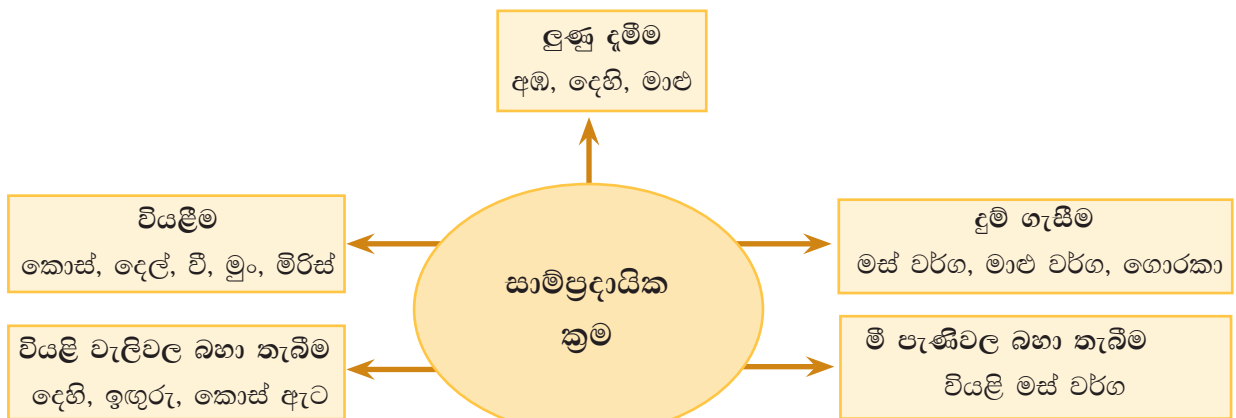 ලුණු දැමීම
අඹ, දෙහි, මාළු
වියළීම
කොස්, දෙල්, වී, මුං, මිරිස්
දුම් ගැසීම
මස් වර්ග, මාළු වර්ග, ගොරකා
සාම්ප්‍රදායික
ක්‍රම
වියළි වැලිවල බහා තැබීම
දෙහි, ඉඟුරු, කොස් ඇට
මී පැණිවල බහා තැබීම
වියළි මස් වර්ග